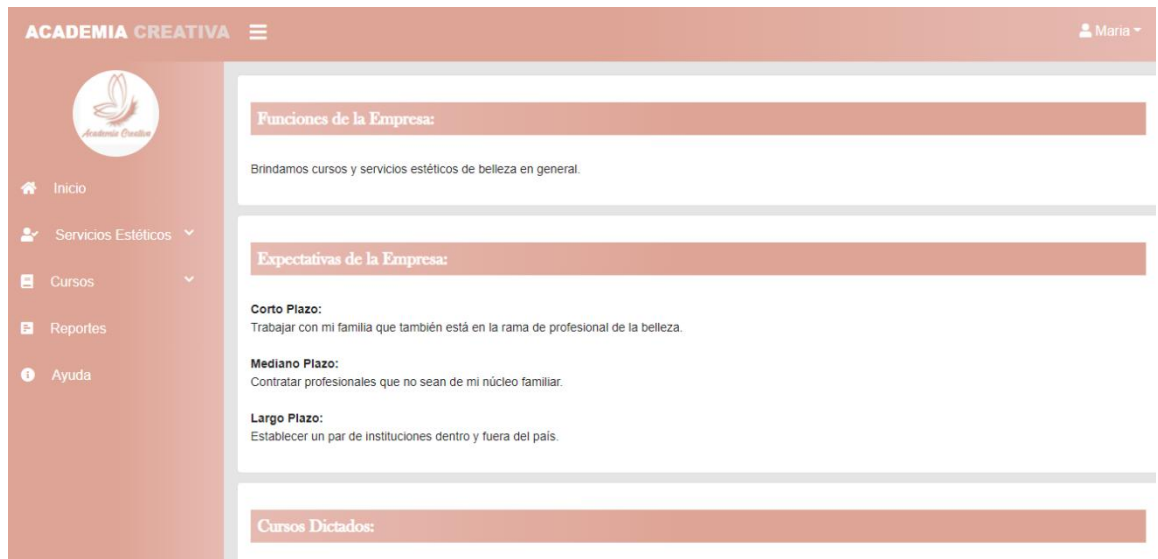 ACADEMIA CREATIVA
Maria
Academia Creativa
Inicio
Servicios Estéticos
Cursos
Reportes
Ayuda
Funciones de la Empresa:
Brindamos cursos y servicios estéticos de belleza en general.
Expectativas de la Empresa:
Corto Plazo:
Trabajar con mi familia que también está en la rama de profesional de la belleza.
Mediano Plazo:
Contratar profesionales que no sean de mi núcleo familiar.
Largo Plazo:
Establecer un par de instituciones dentro y fuera del país.
Cursos Dictados: